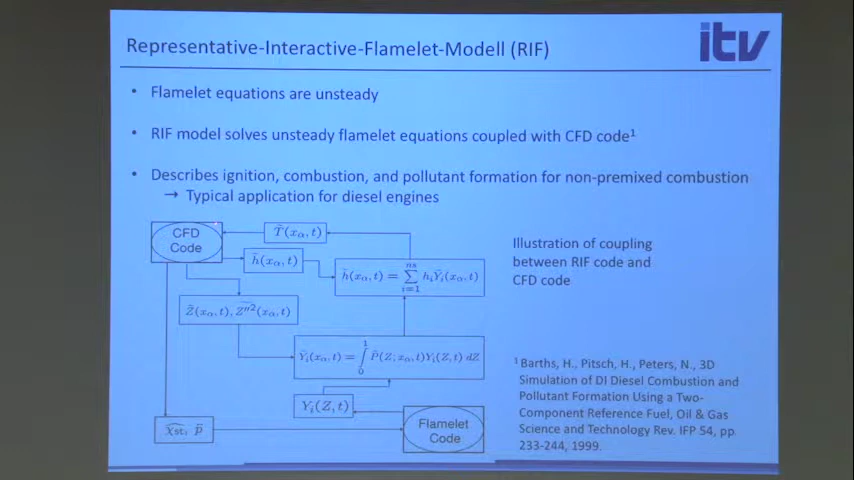 Representative-Interactive-Flamelet-Modell (RIF)
itv
• Flamelet equations are unsteady
• RIF model solves unsteady flamelet equations coupled with CFD code¹
• Describes ignition, combustion, and pollutant formation for non-premixed combustion
→ Typical application for diesel engines
CFD
Code
T̃(x_α, t)
h̃(x_α, t)
h̃(x_α, t) = ∑_{i=1}^{ns} h_i Ỹ_i(x_α, t)
Z̃(x_α, t), Z''²(x_α, t)
Ỹ_i(x_α, t) = ∫_0^1 P̃(Z; x_α, t)Y_i(Z, t) dZ
Y_i(Z, t)
χ̂_st, p̄
Flamelet
Code
Illustration of coupling
between RIF code and
CFD code
¹ Barths, H., Pitsch, H., Peters, N., 3D
Simulation of DI Diesel Combustion and
Pollutant Formation Using a Two-
Component Reference Fuel, Oil & Gas
Science and Technology Rev. IFP 54, pp.
233-244, 1999.